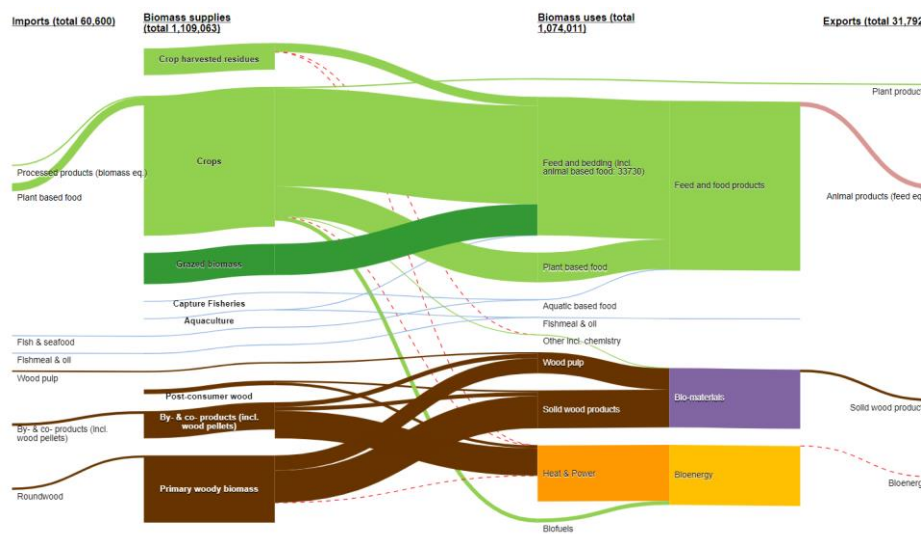 Imports (total 60,600)
Biomass supplies
(total 1,109,063)
Biomass uses (total
1,074,011)
Exports (total 31,792
Crop harvested residues
Plant product
Crops
Feed and bedding (incl.
animal based food: 33730)
Feed and food products
Processed products (biomass eq.)
Plant based food
Animal products (feed eq
Grazed biomass
Plant based food
Capture Fisheries
Aquatic based food
Aquaculture
Fishmeal & oil
Fish & seafood
Other incl. chemistry
Fishmeal & oil
Wood pulp
Wood pulp
Post-consumer wood
Bio-materials
Solid wood products
Solid wood product
By- & co- products (incl.
wood pellets)
By- & co- products (incl.
wood pellets)
Heat & Power
Bioenergy
Bioenerg
Primary woody biomass
Roundwood
Biofuels